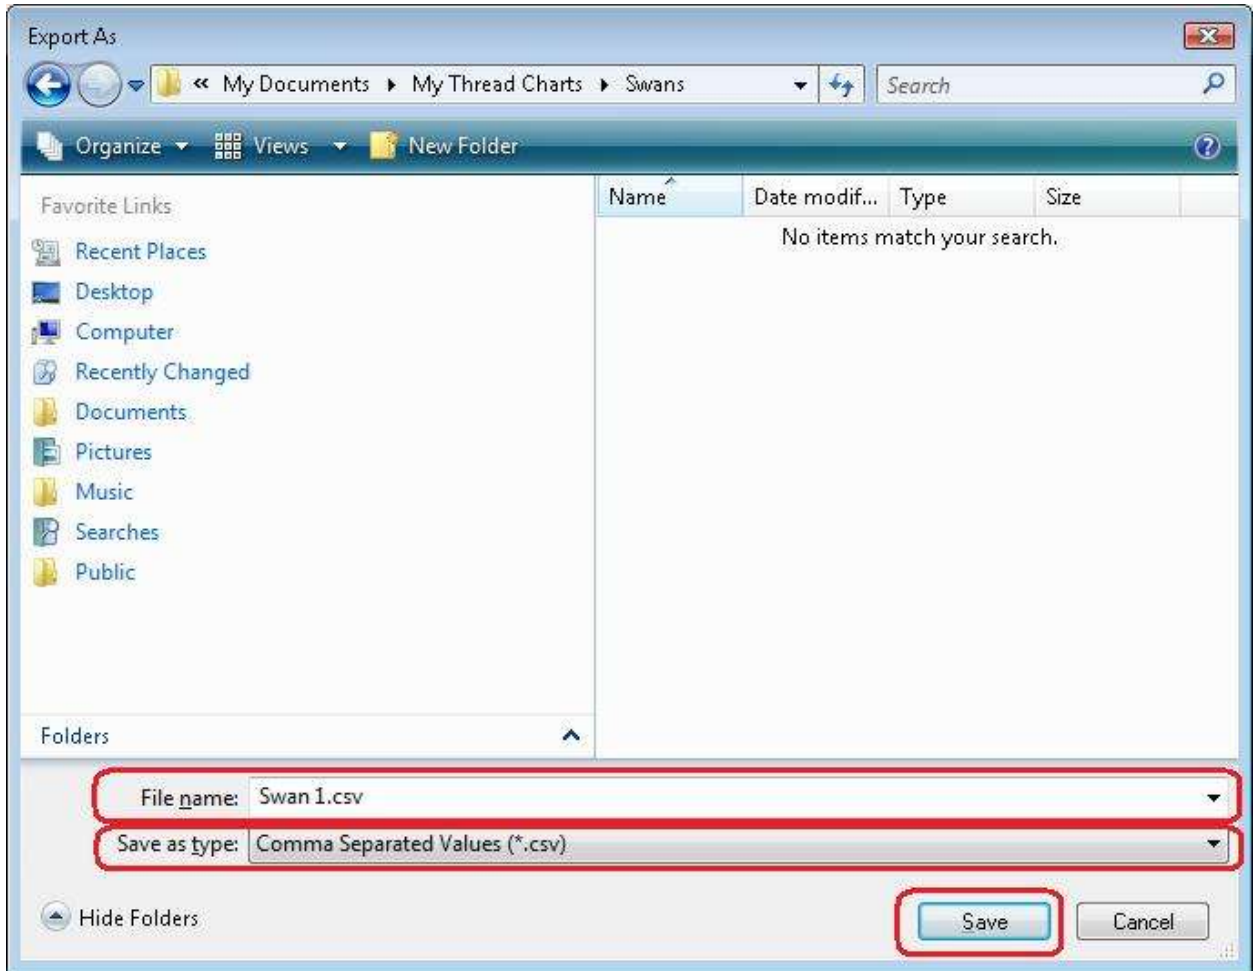 Export As
« My Documents ▸ My Thread Charts ▸ Swans
Search
Organize
Views
New Folder
Favorite Links
Recent Places
Desktop
Computer
Recently Changed
Documents
Pictures
Music
Searches
Public
Folders
Name
Date modif...
Type
Size
No items match your search.
File name: Swan 1.csv
Save as type: Comma Separated Values (*.csv)
Hide Folders
Save
Cancel